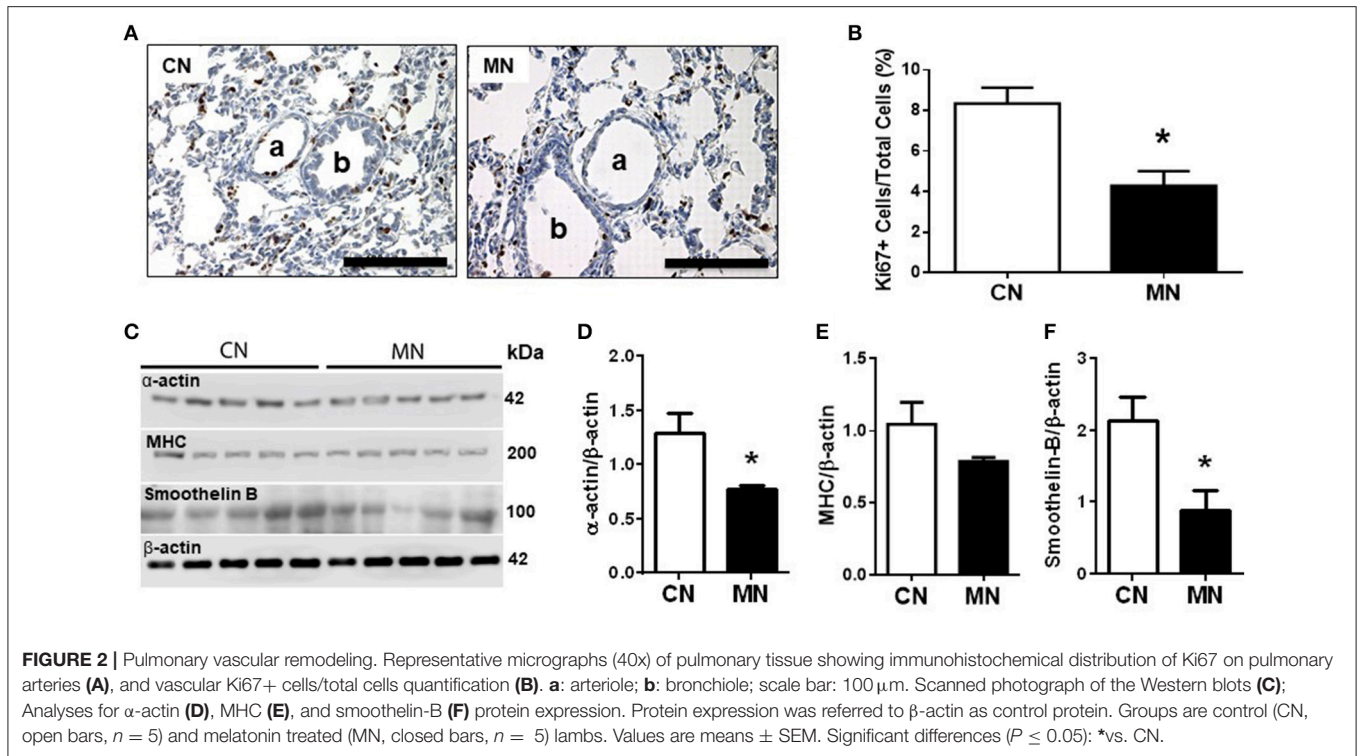 A
CN
a
b
MN
a
b
B
Ki67+ Cells/Total Cells (%)
10
8
6
4
2
0
*
CN
MN
C
CN
MN
kDa
α-actin
42
MHC
200
Smoothelin B
100
β-actin
42
D
α-actin/β-actin
2.0
1.5
1.0
0.5
0.0
*
CN
MN
E
MHC/β-actin
1.5
1.0
0.5
0.0
CN
MN
F
Smoothelin-B/β-actin
3
2
1
0
*
CN
MN
FIGURE 2 | Pulmonary vascular remodeling. Representative micrographs (40x) of pulmonary tissue showing immunohistochemical distribution of Ki67 on pulmonary
arteries (A), and vascular Ki67+ cells/total cells quantification (B). a: arteriole; b: bronchiole; scale bar: 100 μm. Scanned photograph of the Western blots (C);
Analyses for α-actin (D), MHC (E), and smoothelin-B (F) protein expression. Protein expression was referred to β-actin as control protein. Groups are control (CN,
open bars, n = 5) and melatonin treated (MN, closed bars, n = 5) lambs. Values are means ± SEM. Significant differences (P ≤ 0.05): *vs. CN.